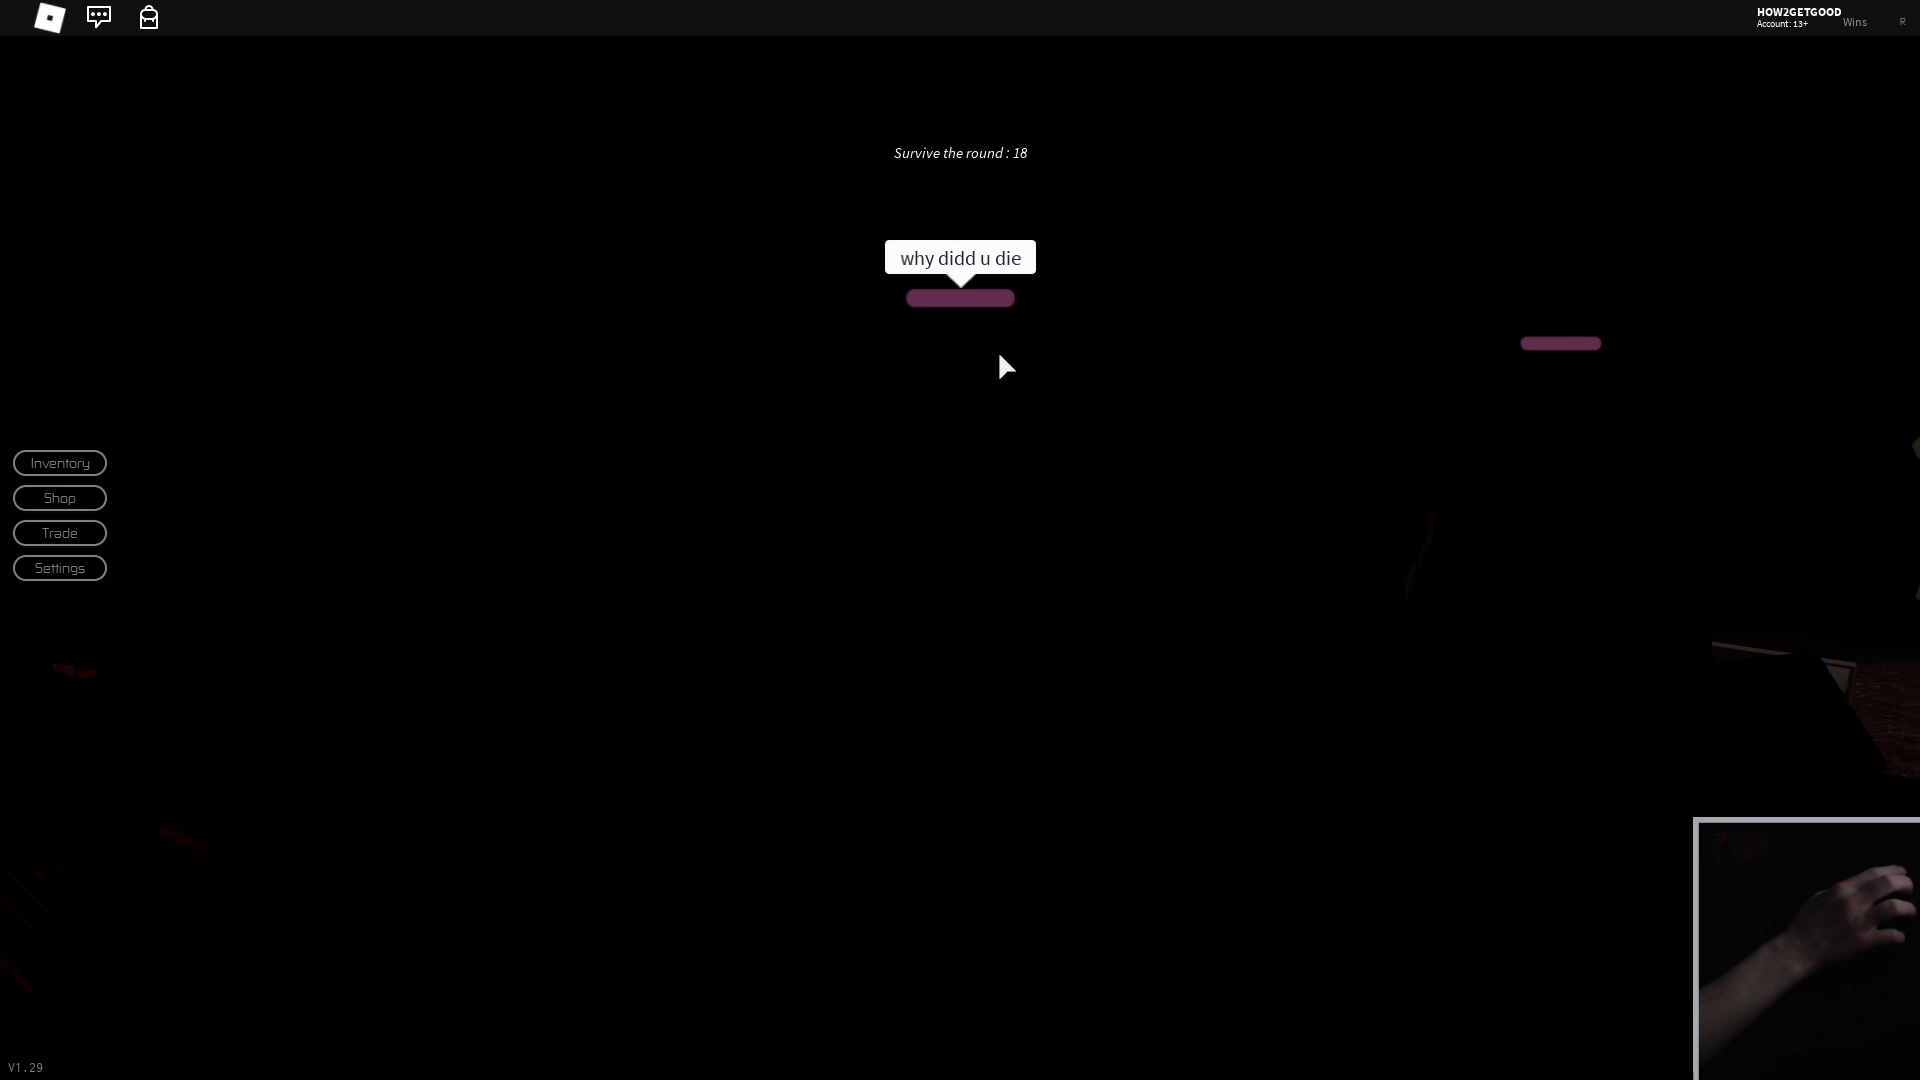 HOW2GETGOOD
Account: 13+
Wins
R
Survive the round : 18
why didd u die
Inventory
Shop
Trade
Settings
V1.29